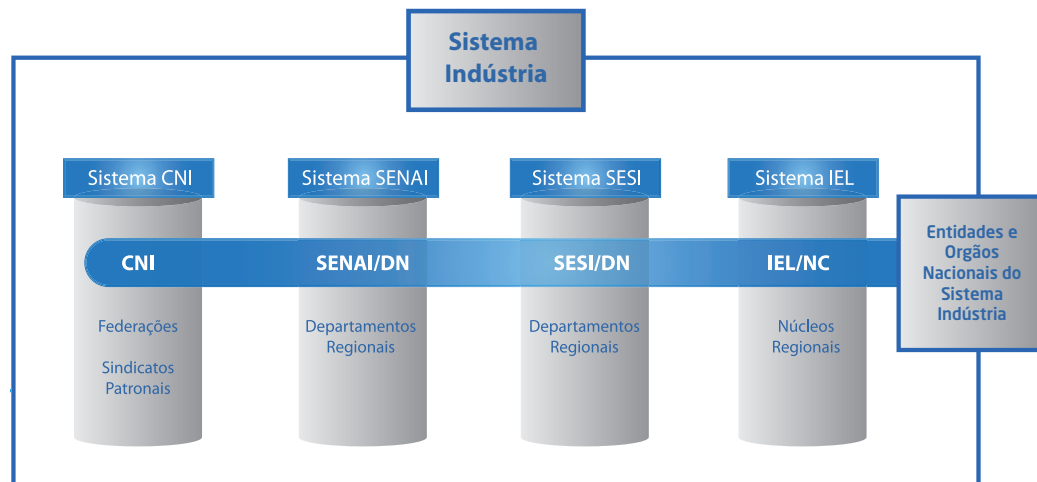 Sistema
Indústria
Sistema CNI
Sistema SENAI
Sistema SESI
Sistema IEL
CNI
SENAI/DN
SESI/DN
IEL/NC
Entidades e
Orgãos
Nacionais do
Sistema
Indústria
Federações
Sindicatos
Patronais
Departamentos
Regionais
Departamentos
Regionais
Núcleos
Regionais